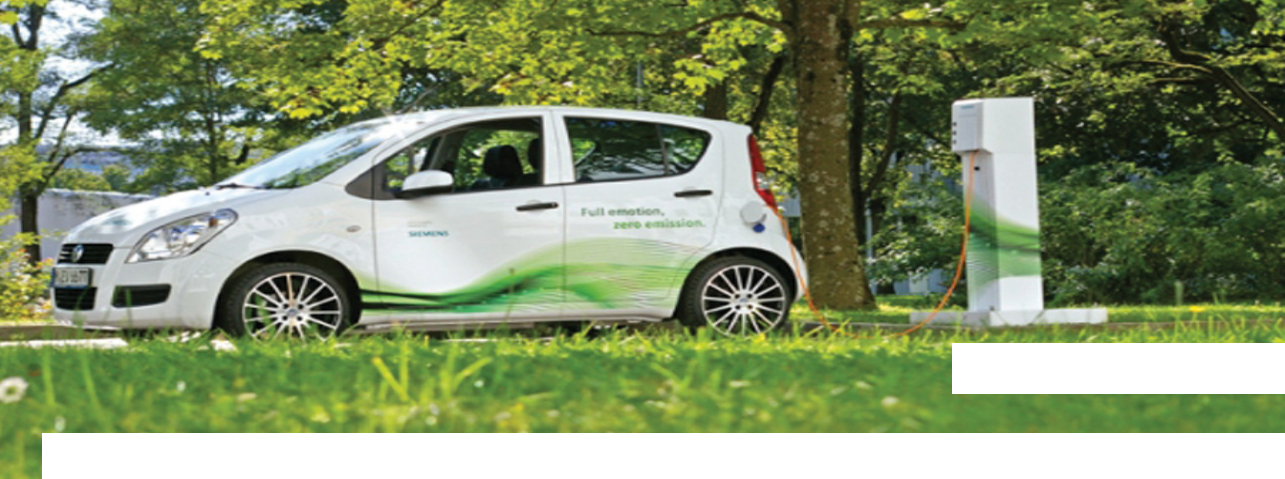 Full emotion,
zero emission.
SIEMENS